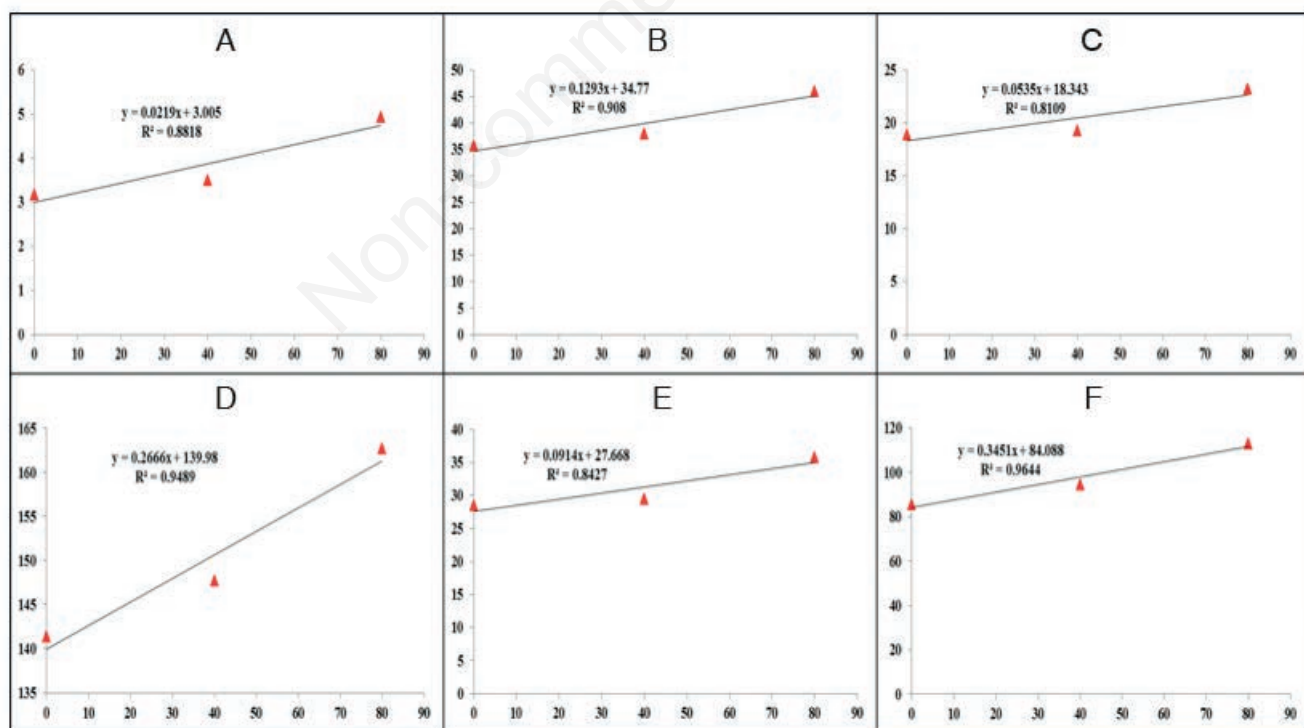 Non-comm
A
6
5
4
3
2
1
0
0 10 20 30 40 50 60 70 80 90
y = 0.0219x + 3.005
R² = 0.8818
B
50
45
40
35
30
25
20
15
10
5
0
0 10 20 30 40 50 60 70 80 90
y = 0.1293x + 34.77
R² = 0.908
C
25
20
15
10
5
0
0 10 20 30 40 50 60 70 80 90
y = 0.0535x + 18.343
R² = 0.8109
D
165
160
155
150
145
140
135
0 10 20 30 40 50 60 70 80 90
y = 0.2666x + 139.98
R² = 0.9489
E
40
35
30
25
20
15
10
5
0
0 10 20 30 40 50 60 70 80 90
y = 0.0914x + 27.668
R² = 0.8427
F
120
100
80
60
40
20
0
0 10 20 30 40 50 60 70 80 90
y = 0.3451x + 84.088
R² = 0.9644